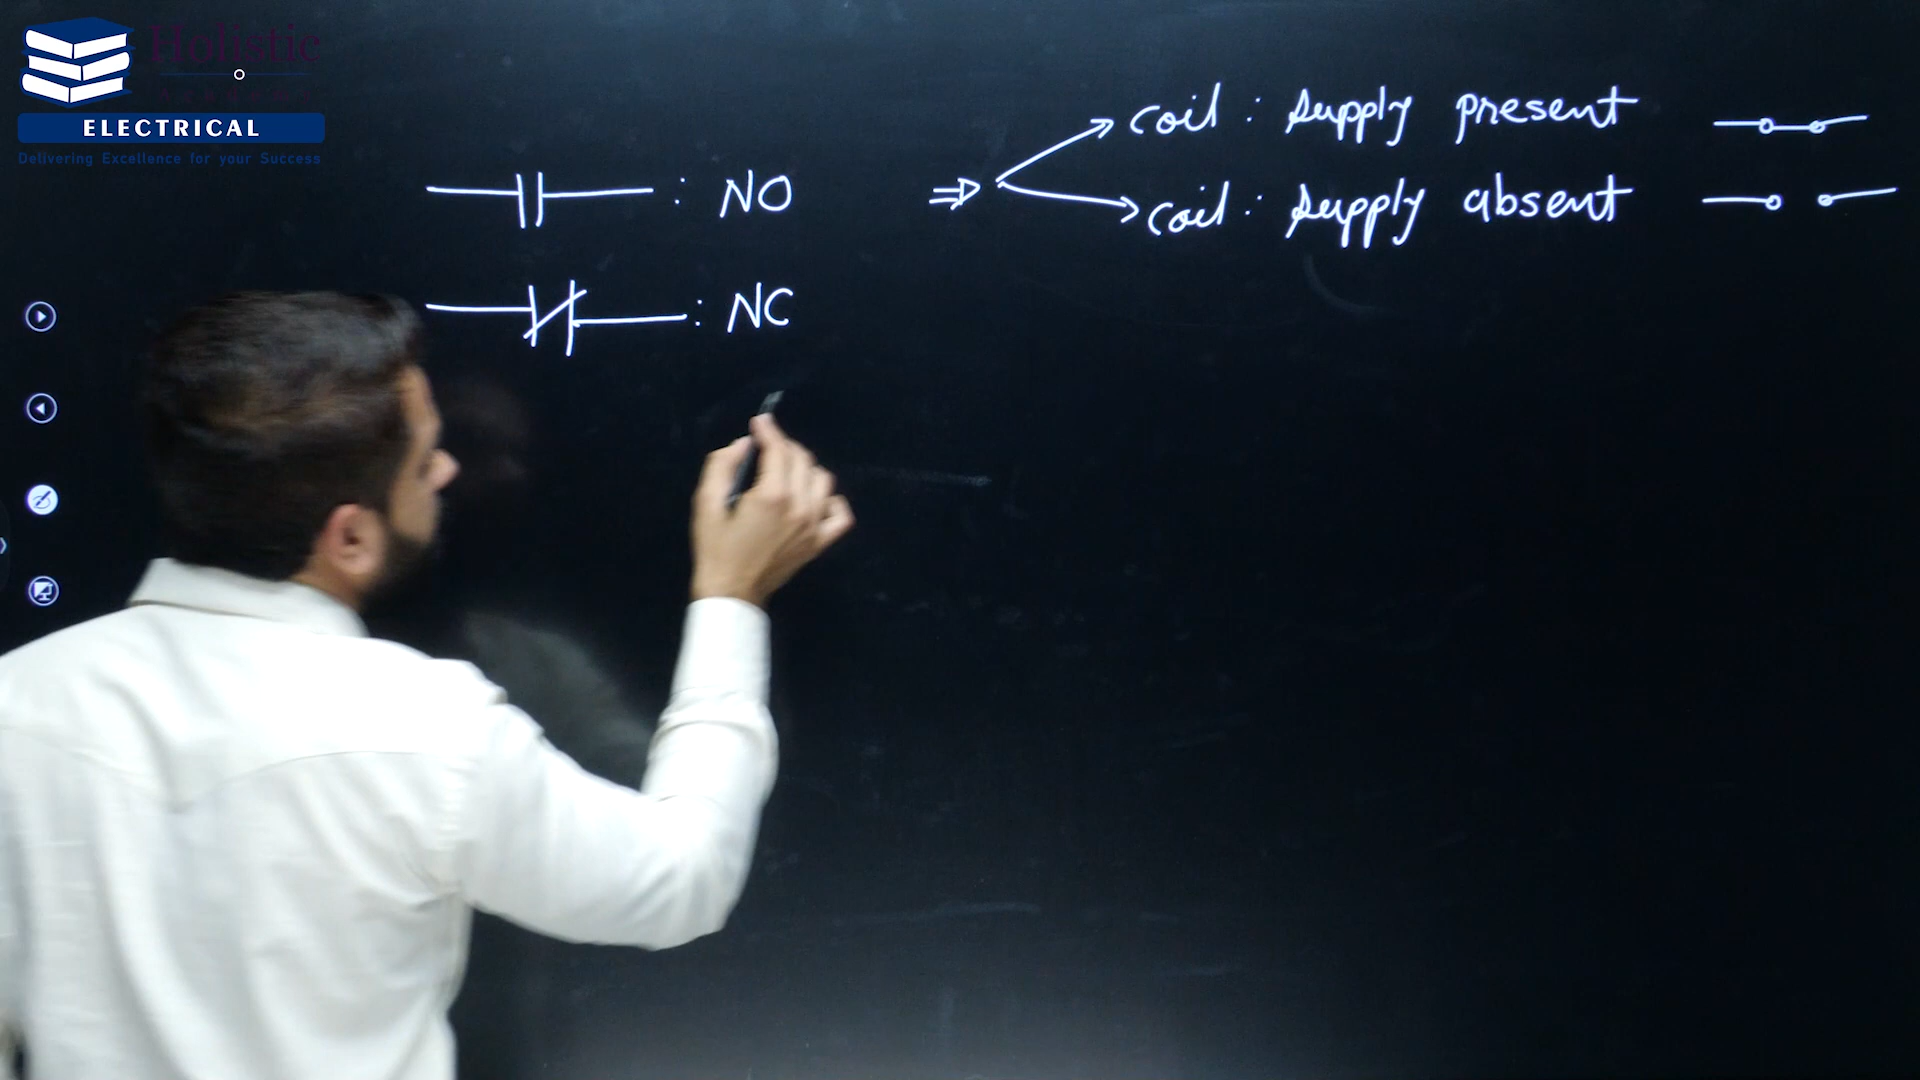 Holistic
ELECTRICAL
Delivering Excellence for your Success
coil : supply present
: NO ⇒ coil : supply absent
: NC